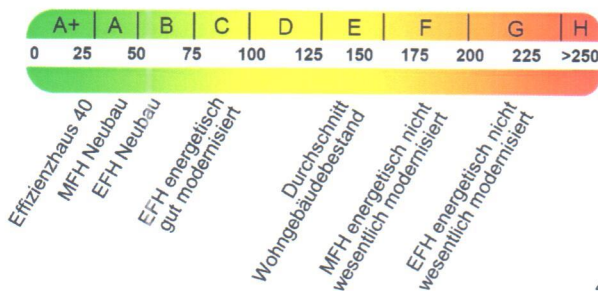 A+ A B C D E F G H
0 25 50 75 100 125 150 175 200 225 >250
Effizienzhaus 40
MFH Neubau
EFH Neubau
EFH energetisch
gut modernisiert
Durchschnitt
Wohngebäudebestand
MFH energetisch nicht
wesentlich modernisiert
EFH energetisch nicht
wesentlich modernisiert